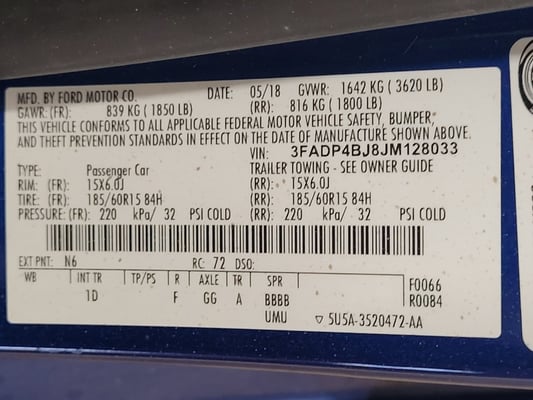 MFD. BY FORD MOTOR CO. DATE: 05/18 GVWR: 1642 KG ( 3620 LB)
GAWR: (FR): 839 KG ( 1850 LB) (RR): 816 KG ( 1800 LB)
THIS VEHICLE CONFORMS TO ALL APPLICABLE FEDERAL MOTOR VEHICLE SAFETY, BUMPER,
AND THEFT PREVENTION STANDARDS IN EFFECT ON THE DATE OF MANUFACTURE SHOWN ABOVE.
VIN: 3FADP4BJ8JM128033
TYPE: Passenger Car TRAILER TOWING - SEE OWNER GUIDE
RIM: (FR): 15X6.0J (RR): 15X6.0J
TIRE: (FR): 185/60R15 84H (RR): 185/60R15 84H
PRESSURE: (FR): 220 kPa/ 32 PSI COLD (RR): 220 kPa/ 32 PSI COLD
EXT PNT: N6 RC: 72 DSO:
WB INT TR TP/PS R AXLE TR SPR F0066
1D F GG A BBBB R0084
UMU ▽ 5U5A-3520472-AA